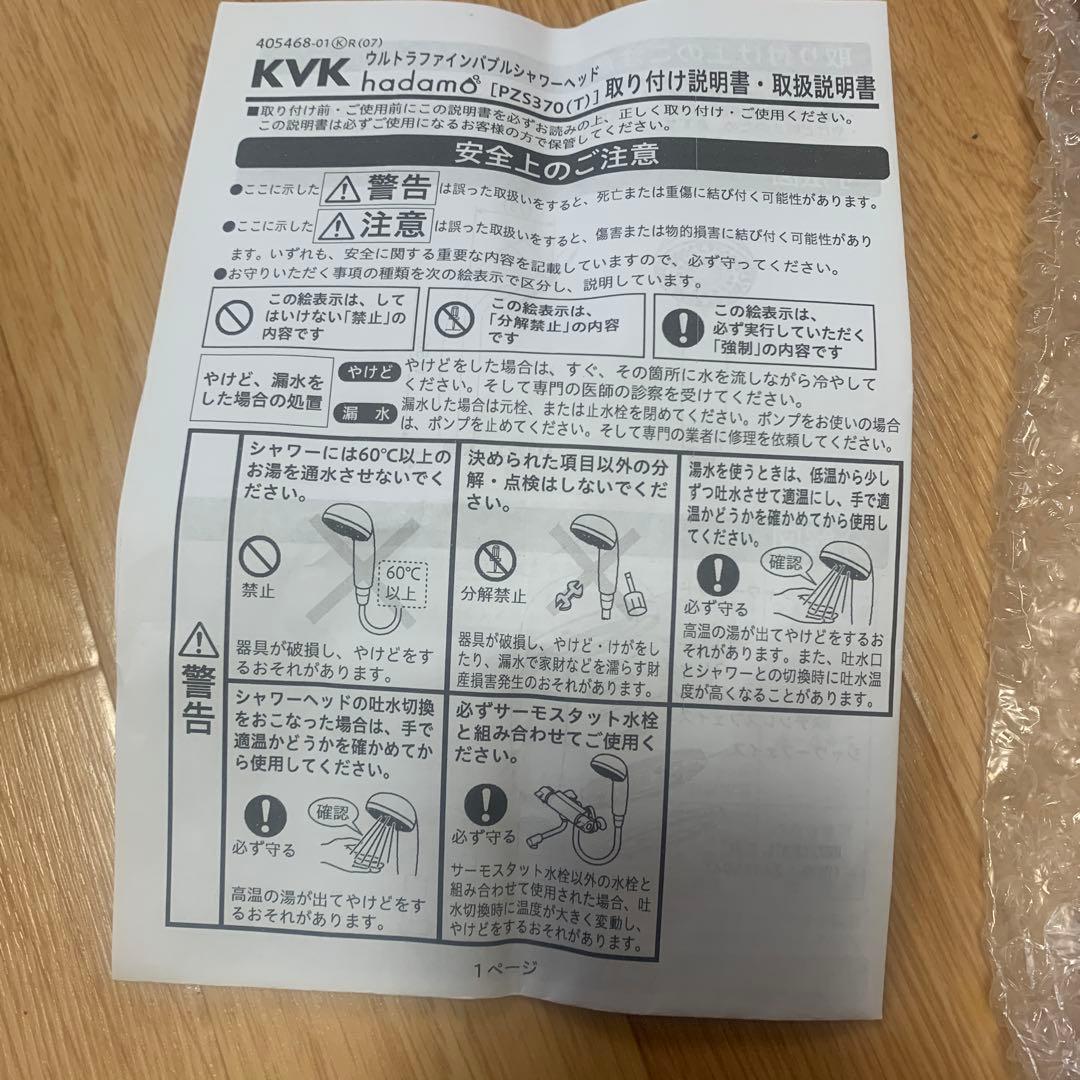 405468-01ⓀR(07)
KVK
ウルトラファインバブルシャワーヘッド
hadamo [PZS370(T)] 取り付け説明書・取扱説明書
■取り付け前・ご使用前にこの説明書を必ずお読みの上、正しく取り付け・ご使用ください。
この説明書は必ずご使用になるお客様の方で保管してください。
安全上のご注意
●ここに示した 警告 は誤った取扱いをすると、死亡または重傷に結び付く可能性があります。
●ここに示した 注意 は誤った取扱いをすると、傷害または物的損害に結び付く可能性があり
ます。いずれも、安全に関する重要な内容を記載していますので、必ず守ってください。
●お守りいただく事項の種類を次の絵表示で区分し、説明しています。
この絵表示は、して
はいけない「禁止」の
内容です
この絵表示は、
「分解禁止」の内容
です
この絵表示は、
必ず実行していただく
「強制」の内容です
やけど、漏水を
した場合の処置
やけど
やけどをした場合は、すぐ、その箇所に水を流しながら冷やして
ください。そして専門の医師の診察を受けてください。
漏 水
漏水した場合は元栓、または止水栓を閉めてください。ポンプをお使いの場合
は、ポンプを止めてください。そして専門の業者に修理を依頼してください。
警告
シャワーには60℃以上の
お湯を通水させないでく
ださい。
禁止
60℃
以上
器具が破損し、やけどをす
るおそれがあります。
決められた項目以外の分
解・点検はしないでくだ
さい。
分解禁止
器具が破損し、やけど・けがをし
たり、漏水で家財などを濡らす財
産損害発生のおそれがあります。
湯水を使うときは、低温から少し
ずつ吐水させて適温にし、手で適
温かどうかを確かめてから使用し
てください。
確認
必ず守る
高温の湯が出てやけどをするお
それがあります。また、吐水口
とシャワーとの切換時に吐水温
度が高くなることがあります。
シャワーヘッドの吐水切換
をおこなった場合は、手で
適温かどうかを確かめてか
ら使用してください。
確認
必ず守る
高温の湯が出てやけどをす
るおそれがあります。
必ずサーモスタット水栓
と組み合わせてご使用く
ださい。
必ず守る
サーモスタット水栓以外の水栓と
組み合わせて使用された場合、吐
水切換時に温度が大きく変動し、
やけどをするおそれがあります。
1ページ